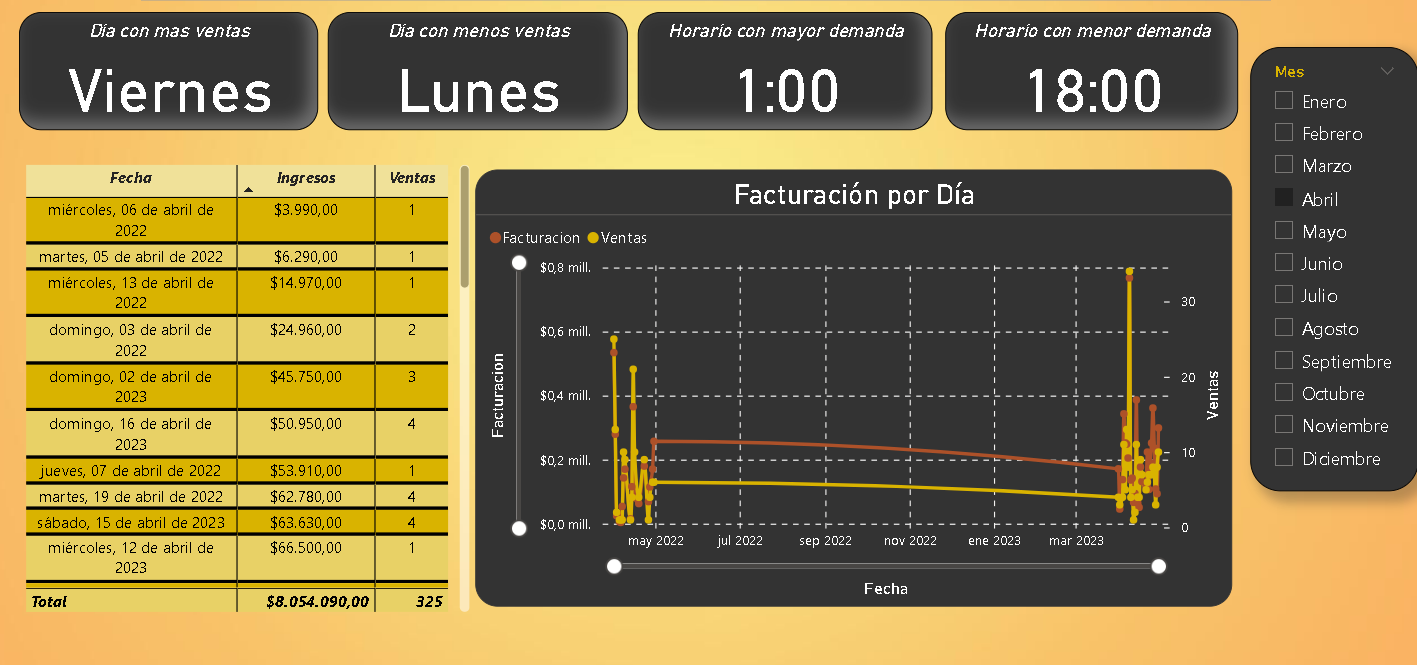 Día con mas ventas
Viernes
Día con menos ventas
Lunes
Horario con mayor demanda
1:00
Horario con menor demanda
18:00
Mes
Enero
Febrero
Marzo
Abril
Mayo
Junio
Julio
Agosto
Septiembre
Octubre
Noviembre
Diciembre
Fecha Ingresos Ventas
miércoles, 06 de abril de
2022
$3.990,00 1
martes, 05 de abril de 2022 $6.290,00 1
miércoles, 13 de abril de
2022
$14.970,00 1
domingo, 03 de abril de
2022
$24.960,00 2
domingo, 02 de abril de
2023
$45.750,00 3
domingo, 16 de abril de
2023
$50.950,00 4
jueves, 07 de abril de 2022 $53.910,00 1
martes, 19 de abril de 2022 $62.780,00 4
sábado, 15 de abril de 2023 $63.630,00 4
miércoles, 12 de abril de
2023
$66.500,00 1
Total $8.054.090,00 325
Facturación por Día
Facturacion Ventas
$0,8 mill.
$0,6 mill.
$0,4 mill.
$0,2 mill.
$0,0 mill.
Facturacion
30
20
10
0
Ventas
may 2022 jul 2022 sep 2022 nov 2022 ene 2023 mar 2023
Fecha